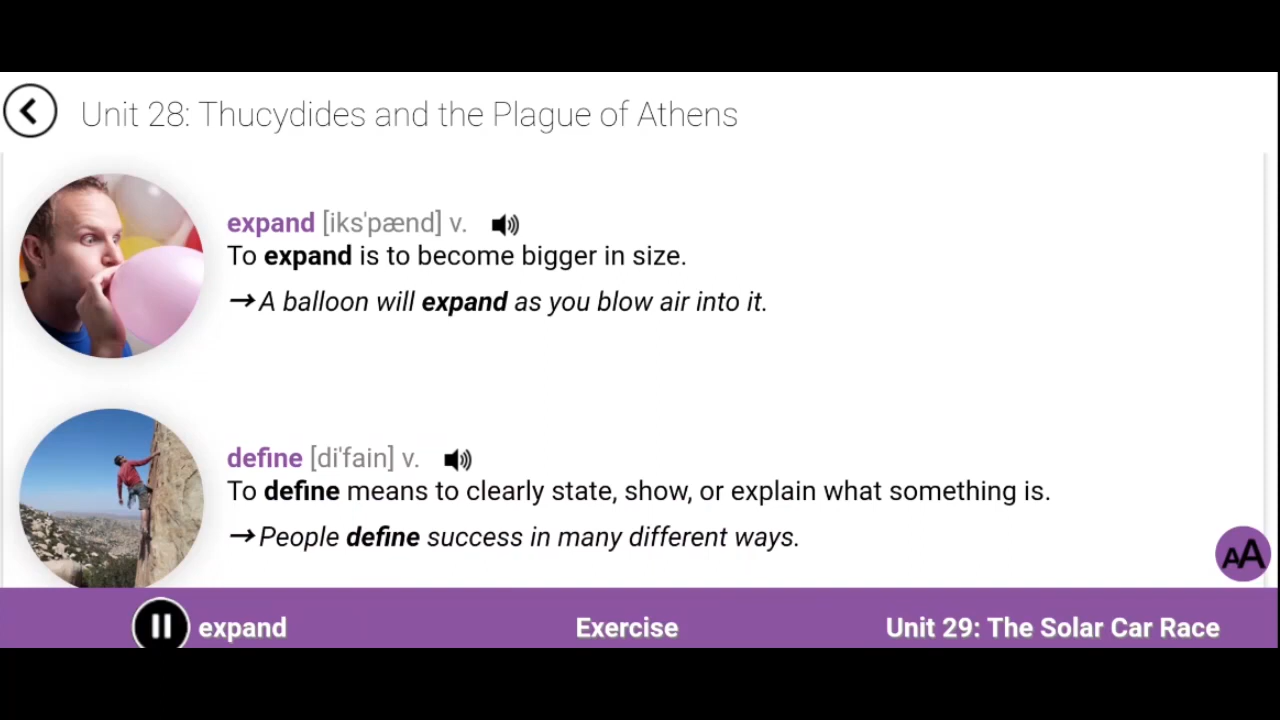 Unit 28: Thucydides and the Plague of Athens
expand [iks'pænd] v.
To expand is to become bigger in size.
→ A balloon will expand as you blow air into it.
define [di'fain] v.
To define means to clearly state, show, or explain what something is.
→ People define success in many different ways.
AA
expand
Exercise
Unit 29: The Solar Car Race